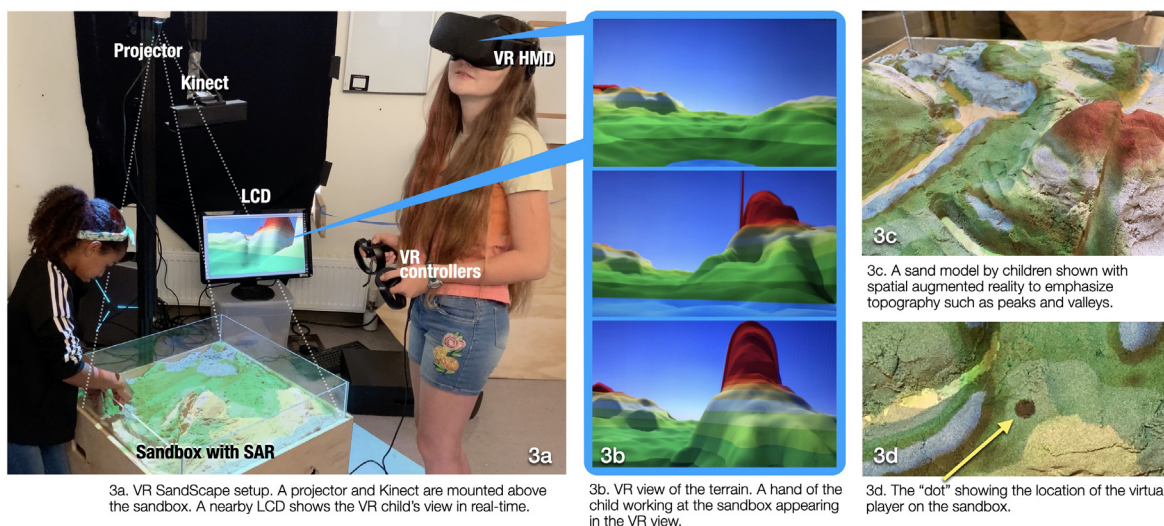 Projector
Kinect
VR HMD
LCD
VR
controllers
Sandbox with SAR
3a
3b
3c
3d
3a. VR SandScape setup. A projector and Kinect are mounted above
the sandbox. A nearby LCD shows the VR child's view in real-time.
3b. VR view of the terrain. A hand of the
child working at the sandbox appearing
in the VR view.
3c. A sand model by children shown with
spatial augmented reality to emphasize
topography such as peaks and valleys.
3d. The “dot” showing the location of the virtual
player on the sandbox.